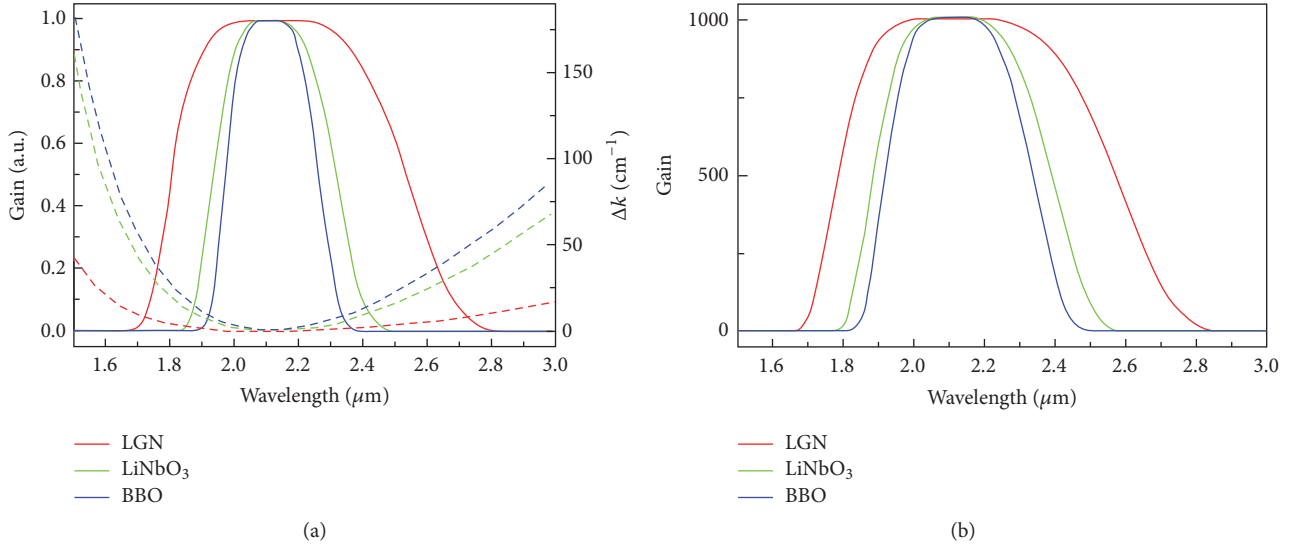 1.0
0.8
0.6
0.4
0.2
0.0
Gain (a.u.)
150
100
50
0
Δk (cm⁻¹)
1.6 1.8 2.0 2.2 2.4 2.6 2.8 3.0
Wavelength (μm)
LGN
LiNbO₃
BBO
(a)
1000
500
0
Gain
1.6 1.8 2.0 2.2 2.4 2.6 2.8 3.0
Wavelength (μm)
LGN
LiNbO₃
BBO
(b)